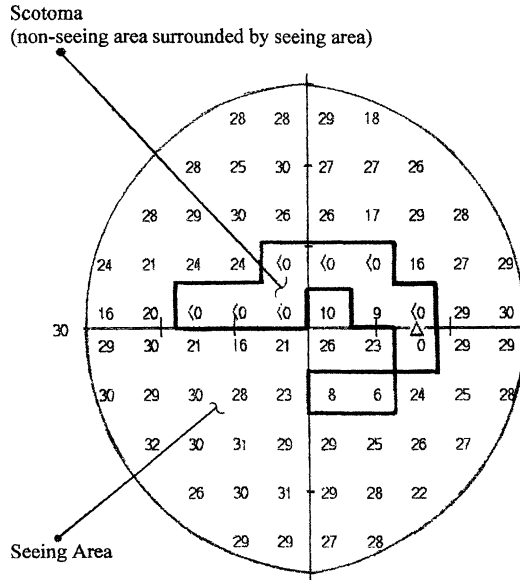 Scotoma
(non-seeing area surrounded by seeing area)
28 28 29 18
28 25 30 27 27 26
28 29 30 26 26 17 29 28
24 21 24 24 <0 <0 <0 16 27 29
16 20 <0 <0 <0 10 9 <0 29 30
30
29 30 21 16 21 26 23 0 29 29
30 29 30 28 23 8 6 24 25 28
32 30 31 29 29 25 26 27
26 30 31 29 28 22
29 29 27 28
Seeing Area